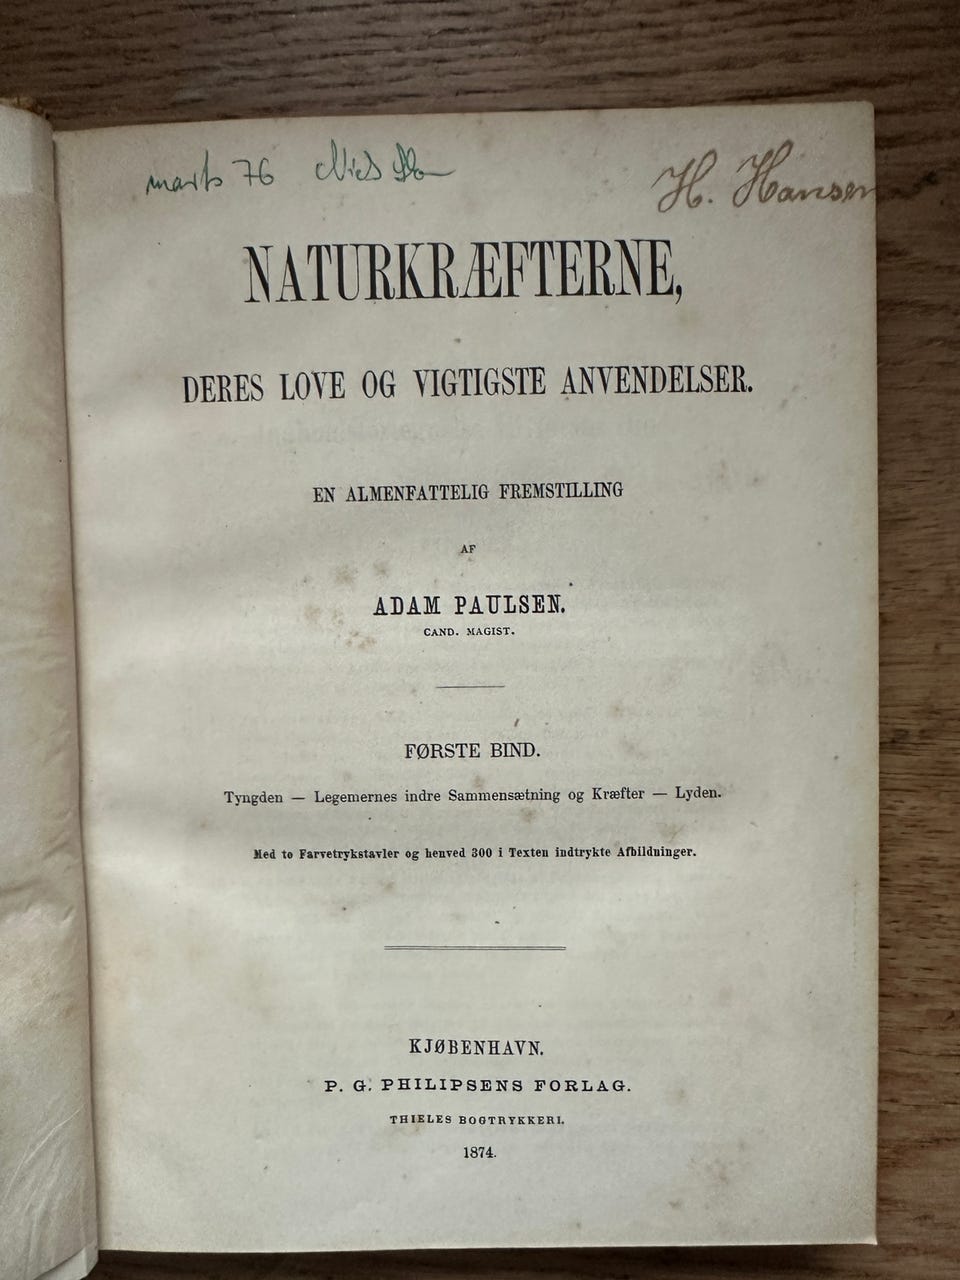 marts 76 Niels
H. Hansen
NATURKRÆFTERNE,
DERES LOVE OG VIGTIGSTE ANVENDELSER.
EN ALMENFATTELIG FREMSTILLING
AF
ADAM PAULSEN.
CAND. MAGIST.
FØRSTE BIND.
Tyngden — Legemernes indre Sammensætning og Kræfter — Lyden.
Med to Farvetrykstavler og henved 300 i Texten indtrykte Afbildninger.
KJØBENHAVN.
P. G. PHILIPSENS FORLAG.
THIELES BOGTRYKKERI.
1874.